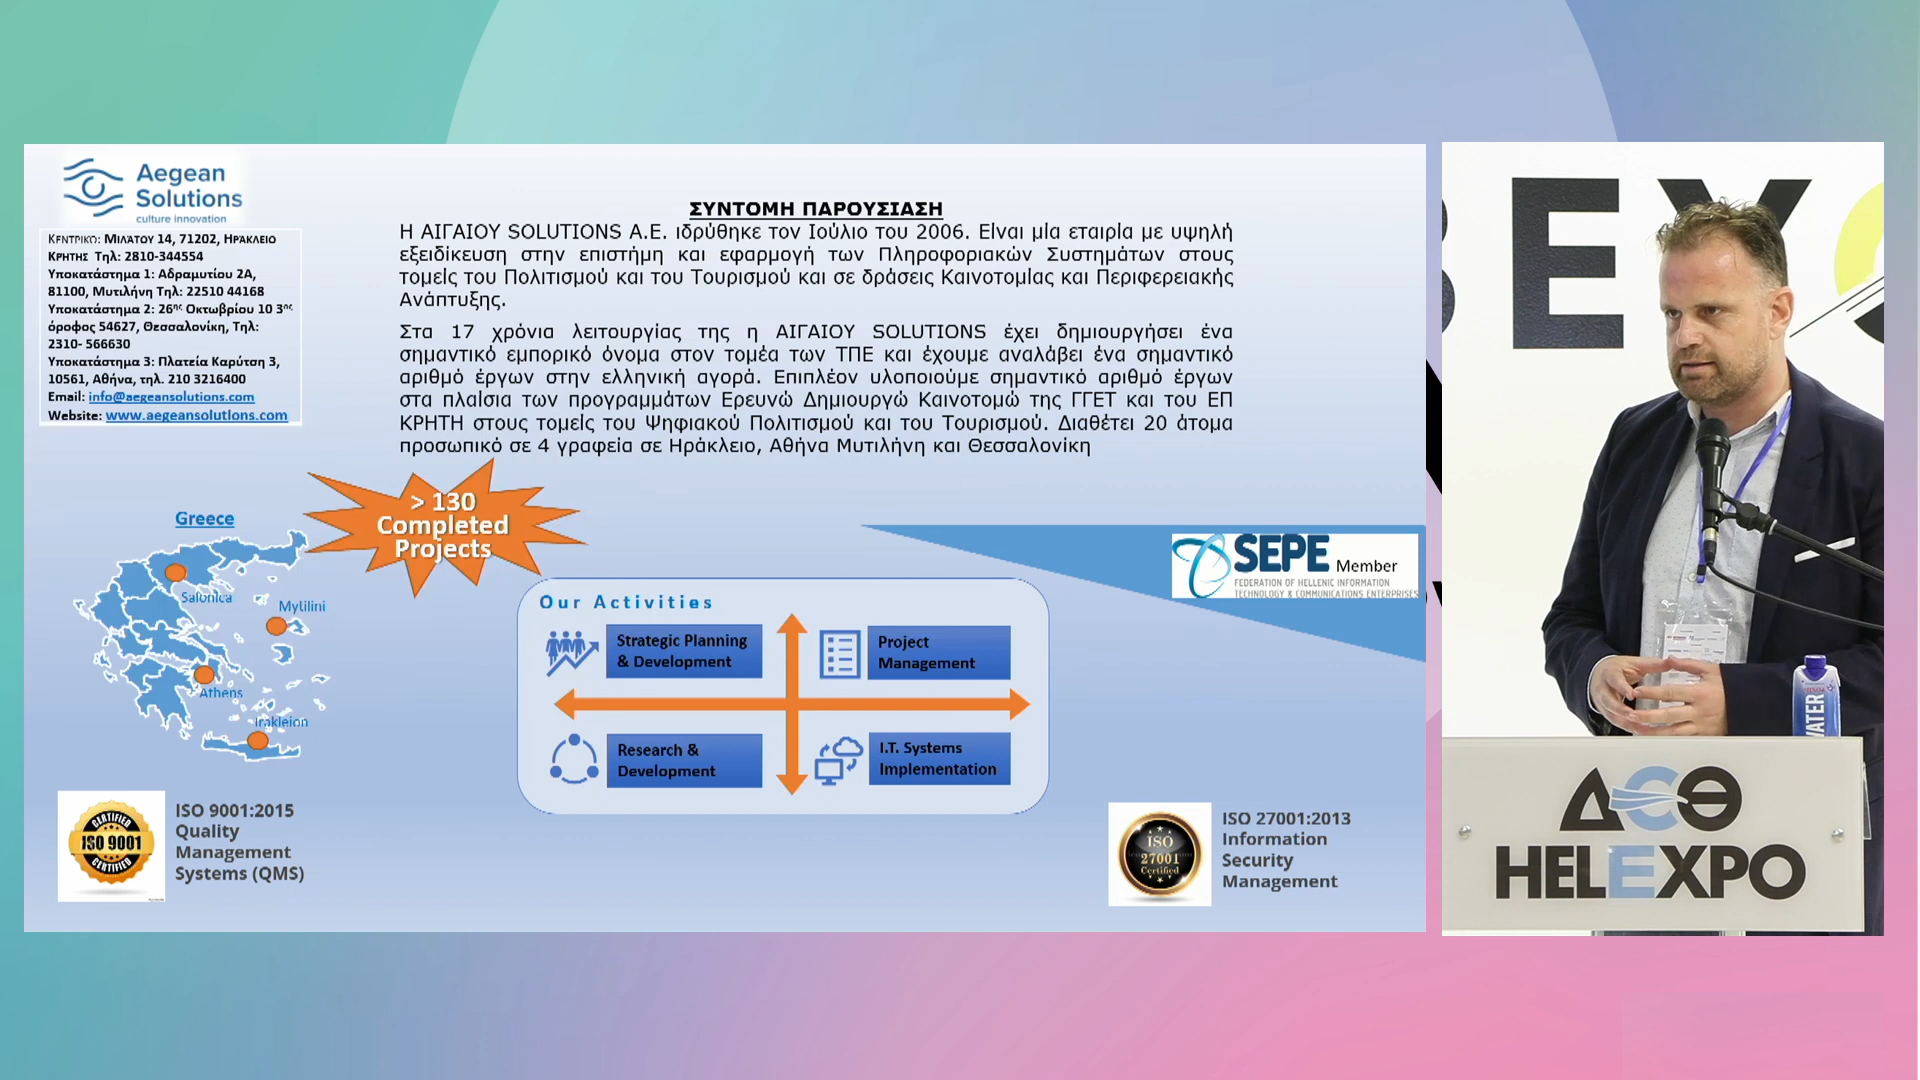 Aegean
Solutions
culture innovation
ΚΕΝΤΡΙΚΌ: ΜΙΛΆΤΟΥ 14, 71202, ΗΡΆΚΛΕΙΟ
ΚΡΗΤΗΣ Τηλ: 2810-344554
Υποκατάστημα 1: Αδραμυτίου 2Α,
81100, Μυτιλήνη Τηλ: 22510 44168
Υποκατάστημα 2: 26ης Οκτωβρίου 10 3ος
όροφος 54627, Θεσσαλονίκη, Τηλ:
2310- 566630
Υποκατάστημα 3: Πλατεία Καρύτση 3,
10561, Αθήνα, τηλ. 210 3216400
Email: info@aegeansolutions.com
Website: www.aegeansolutIons.com
ΣΥΝΤΟΜΗ ΠΑΡΟΥΣΙΑΣΗ
Η ΑΙΓΑΙΟΥ SOLUTIONS Α.Ε. ιδρύθηκε τον Ιούλιο του 2006. Είναι μία εταιρία με υψηλή
εξειδίκευση στην επιστήμη και εφαρμογή των Πληροφοριακών Συστημάτων στους
τομείς του Πολιτισμού και του Τουρισμού και σε δράσεις Καινοτομίας και Περιφερειακής
Ανάπτυξης.
Στα 17 χρόνια λειτουργίας της η ΑΙΓΑΙΟΥ SOLUTIONS έχει δημιουργήσει ένα
σημαντικό εμπορικό όνομα στον τομέα των ΤΠΕ και έχουμε αναλάβει ένα σημαντικό
αριθμό έργων στην ελληνική αγορά. Επιπλέον υλοποιούμε σημαντικό αριθμό έργων
στα πλαίσια των προγραμμάτων Ερευνώ Δημιουργώ Καινοτομώ της ΓΓΕΤ και του ΕΠ
ΚΡΗΤΗ στους τομείς του Ψηφιακού Πολιτισμού και του Τουρισμού. Διαθέτει 20 άτομα
προσωπικό σε 4 γραφεία σε Ηράκλειο, Αθήνα Μυτιλήνη και Θεσσαλονίκη
> 130
Completed
Projects
Greece
Salonica
Mytilini
Athens
Irakleion
SEPE Member
FEDERATION OF HELLENIC INFORMATION
TECHNOLOGY & COMMUNICATIONS ENTERPRISES
Our Activities
Strategic Planning
& Development
Project
Management
Research &
Development
I.T. Systems
Implementation
CERTIFIED
ISO 9001
CERTIFIED
ISO 9001:2015
Quality
Management
Systems (QMS)
ISO
27001
Certified
ISO 27001:2013
Information
Security
Management
BEYO
WATER
ΔΕΘ
HELEXPO